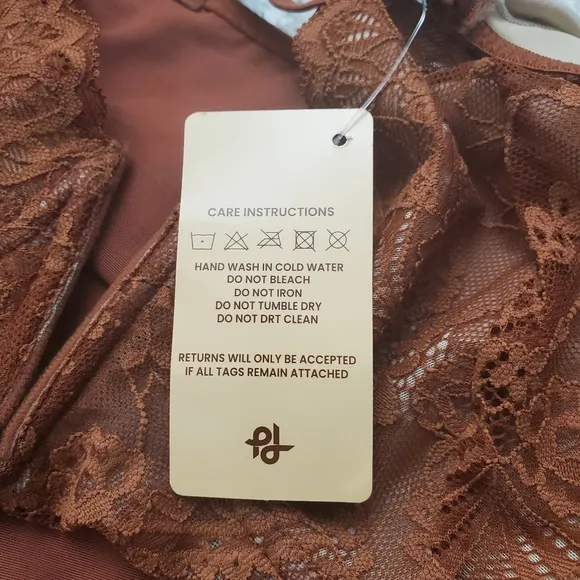 CARE INSTRUCTIONS
HAND WASH IN COLD WATER
DO NOT BLEACH
DO NOT IRON
DO NOT TUMBLE DRY
DO NOT DRT CLEAN
RETURNS WILL ONLY BE ACCEPTED
IF ALL TAGS REMAIN ATTACHED